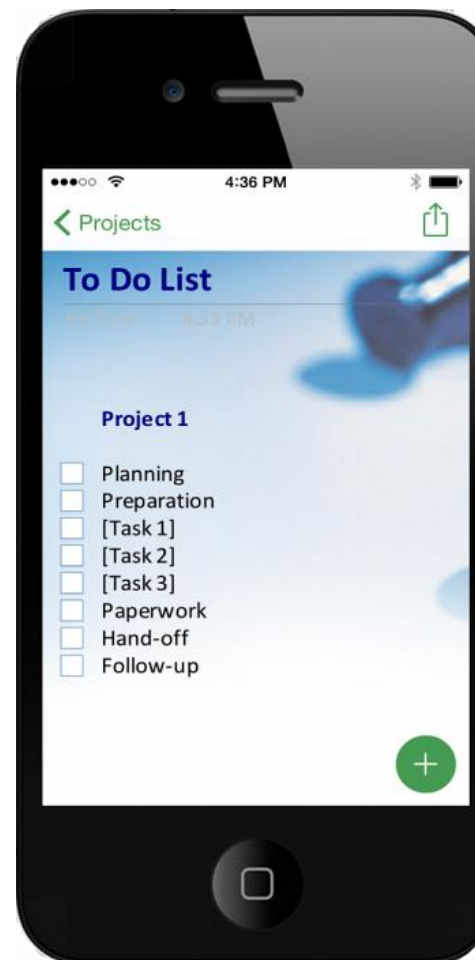 4:36 PM
Projects
To Do List
4:53 PM
Project 1
Planning
Preparation
[Task 1]
[Task 2]
[Task 3]
Paperwork
Hand-off
Follow-up